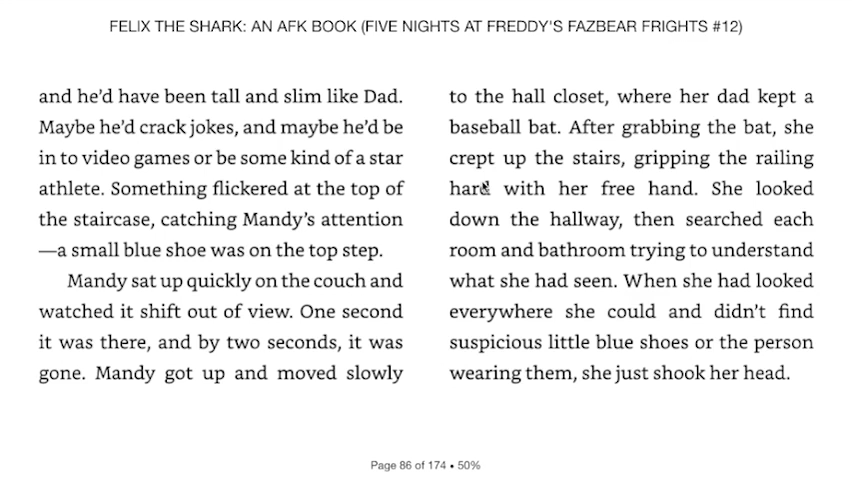 FELIX THE SHARK: AN AFK BOOK (FIVE NIGHTS AT FREDDY'S FAZBEAR FRIGHTS #12)
and he’d have been tall and slim like Dad.
Maybe he’d crack jokes, and maybe he’d be
in to video games or be some kind of a star
athlete. Something flickered at the top of
the staircase, catching Mandy’s attention
—a small blue shoe was on the top step.
Mandy sat up quickly on the couch and
watched it shift out of view. One second
it was there, and by two seconds, it was
gone. Mandy got up and moved slowly
to the hall closet, where her dad kept a
baseball bat. After grabbing the bat, she
crept up the stairs, gripping the railing
hard with her free hand. She looked
down the hallway, then searched each
room and bathroom trying to understand
what she had seen. When she had looked
everywhere she could and didn’t find
suspicious little blue shoes or the person
wearing them, she just shook her head.
Page 86 of 174 • 50%